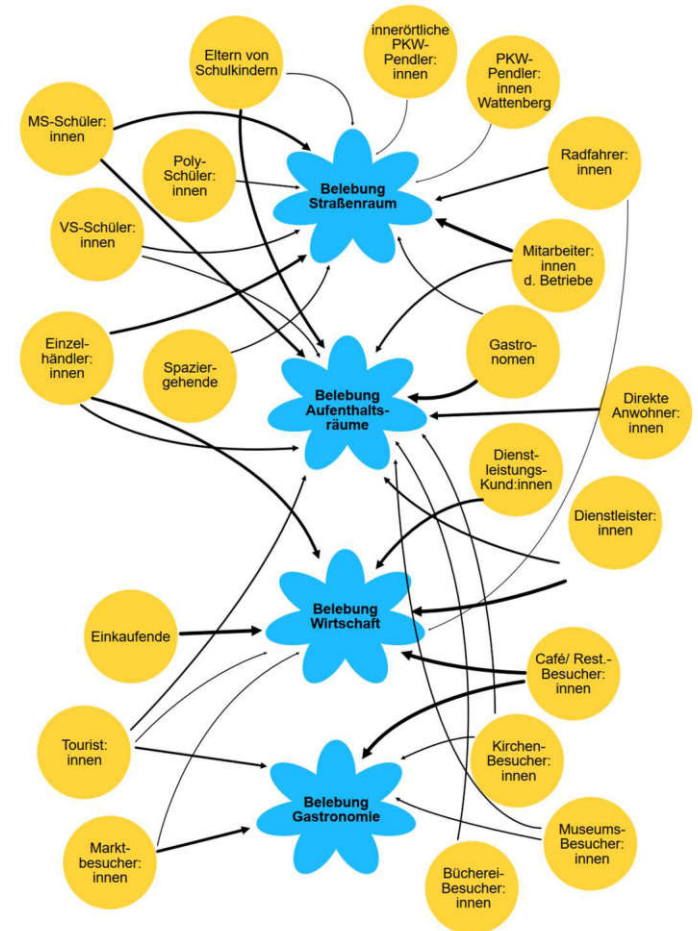 innerörtliche
PKW-
Pendler:
innen
Eltern von
Schulkindern
PKW-
Pendler:
innen
Wattenberg
MS-Schüler:
innen
Poly-
Schüler:
innen
Belebung
Straßenraum
Radfahrer:
innen
VS-Schüler:
innen
Mitarbeiter:
innen
d. Betriebe
Einzel-
händler:
innen
Spazier-
gehende
Gastro-
nomen
Belebung
Aufenthalts-
räume
Direkte
Anwohner:
innen
Dienst-
leistungs-
Kund:innen
Dienstleister:
innen
Belebung
Wirtschaft
Einkaufende
Café/ Rest.-
Besucher:
innen
Tourist:
innen
Kirchen-
Besucher:
innen
Belebung
Gastronomie
Markt-
besucher:
innen
Museums-
Besucher:
innen
Bücherei-
Besucher:
innen